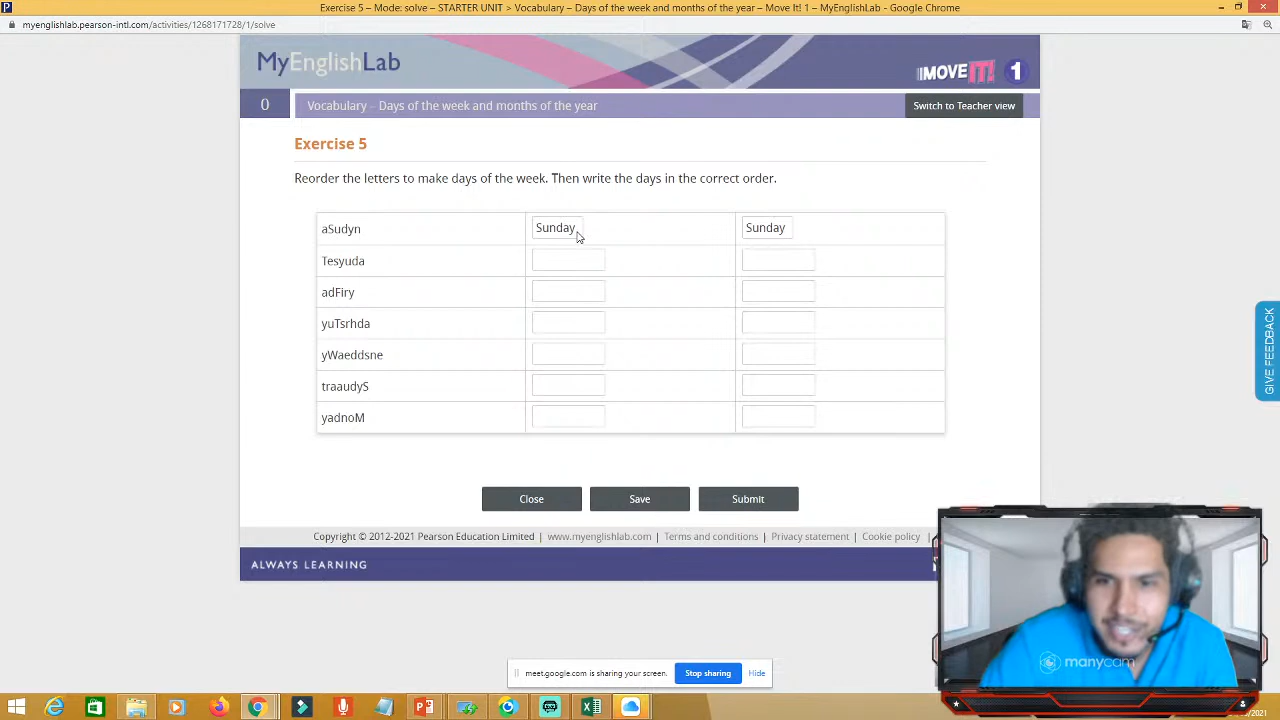 Exercise 5 – Mode: solve – STARTER UNIT > Vocabulary – Days of the week and months of the year – Move It! 1 – MyEnglishLab – Google Chrome
myenglishlab.pearson-intl.com/activities/1268171728/1/solve
MyEnglishLab
MOVE IT! 1
0 Vocabulary – Days of the week and months of the year Switch to Teacher view
Exercise 5
Reorder the letters to make days of the week. Then write the days in the correct order.
aSudyn Sunday Sunday
Tesyuda
adFiry
yuTsrhda
yWaeddsne
traaudyS
yadnoM
GIVE FEEDBACK
Close Save Submit
Copyright © 2012-2021 Pearson Education Limited | www.myenglishlab.com | Terms and conditions | Privacy statement | Cookie policy |
ALWAYS LEARNING
manycam
meet.google.com is sharing your screen. Stop sharing Hide